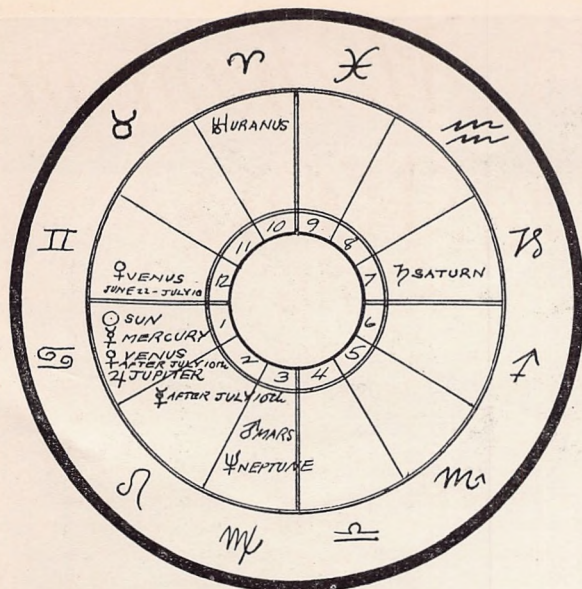 ♈ ♓
♉ ♒
♅ URANUS
10 9
11 8
♊ ♑
♀ VENUS
JUNE 22 - JULY 10
12 7
♄ SATURN
☉ SUN
☿ MERCURY
♀ VENUS
AFTER JULY 10TH
♃ JUPITER
1 6
♋ ♐
2 5
☿ AFTER JULY 10TH
3 4
♂ MARS
♆ NEPTUNE
♌ ♏
♍ ♎